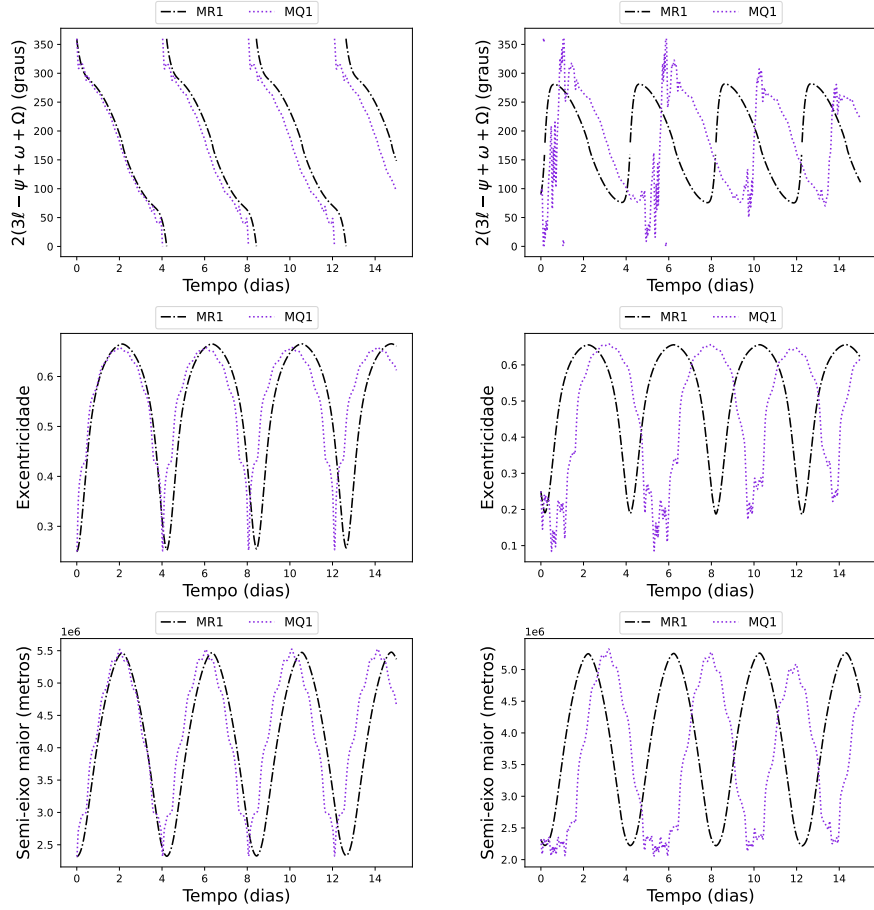 MR1 MQ1
MR1 MQ1
2(3ℓ − ψ + ω + Ω) (graus)
350
300
250
200
150
100
50
0
0 2 4 6 8 10 12 14
Tempo (dias)
2(3ℓ − ψ + ω + Ω) (graus)
350
300
250
200
150
100
50
0
0 2 4 6 8 10 12 14
Tempo (dias)
MR1 MQ1
MR1 MQ1
Excentricidade
0.6
0.5
0.4
0.3
0 2 4 6 8 10 12 14
Tempo (dias)
Excentricidade
0.6
0.5
0.4
0.3
0.2
0.1
0 2 4 6 8 10 12 14
Tempo (dias)
MR1 MQ1
MR1 MQ1
1e6
Semi-eixo maior (metros)
5.5
5.0
4.5
4.0
3.5
3.0
2.5
0 2 4 6 8 10 12 14
Tempo (dias)
1e6
Semi-eixo maior (metros)
5.0
4.5
4.0
3.5
3.0
2.5
2.0
0 2 4 6 8 10 12 14
Tempo (dias)